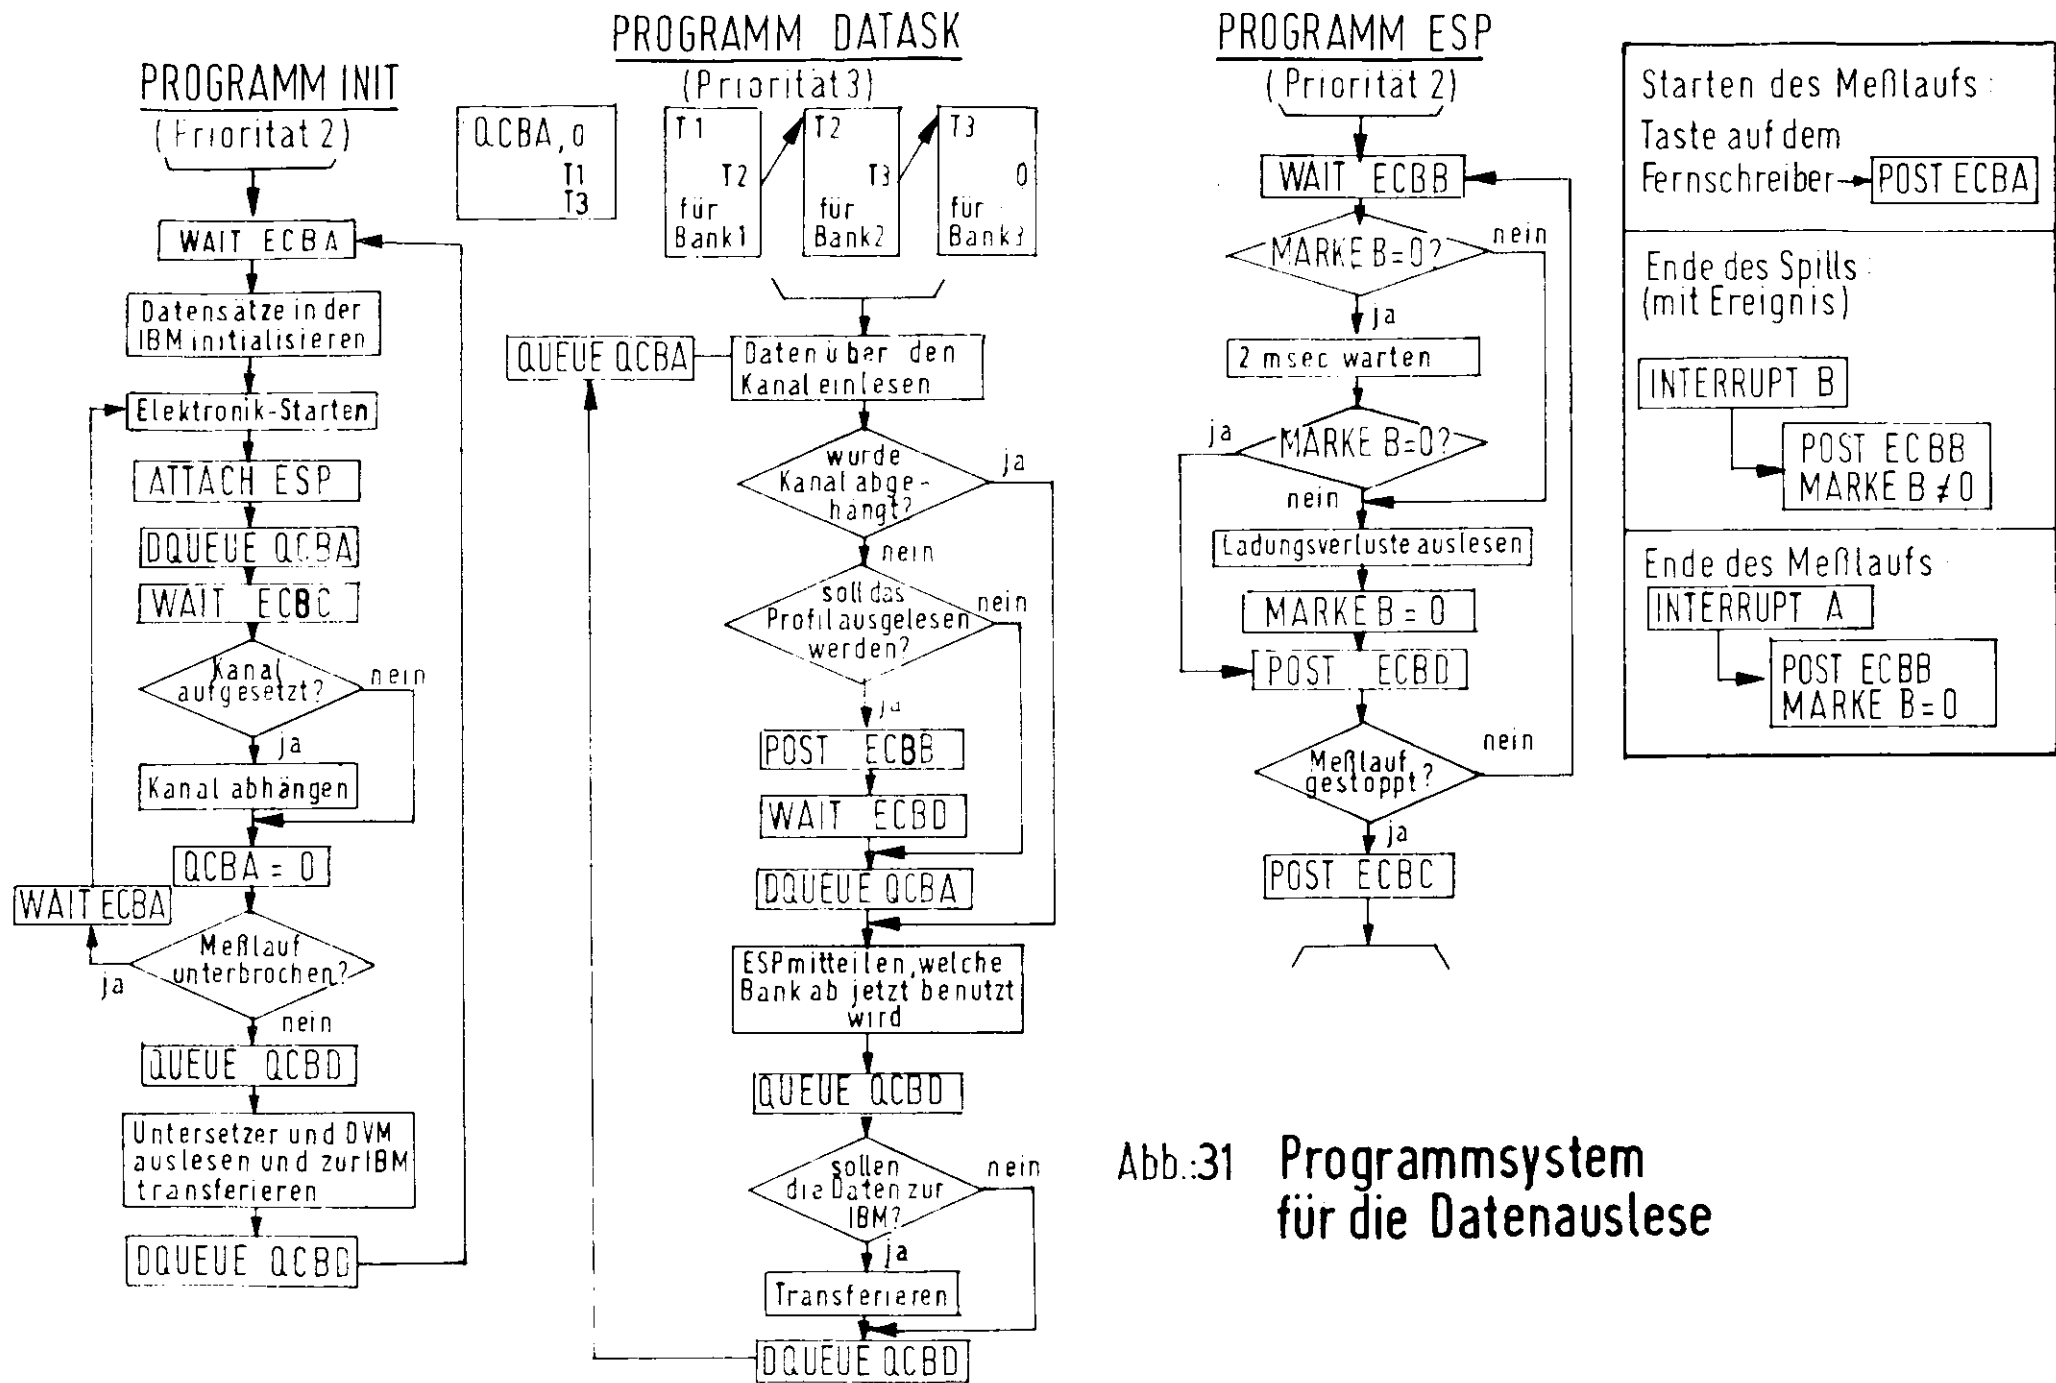 PROGRAMM INIT
(Priorität 2)
WAIT ECBA
Datensätze in der
IBM initialisieren
Elektronik-Starten
ATTACH ESP
DQUEUE QCBA
WAIT ECBC
Kanal
aufgesetzt?
nein
ja
Kanal abhängen
QCBA = 0
WAIT ECBA
Meßlauf
unterbrochen?
ja
nein
QUEUE QCBD
Untersetzer und DVM
auslesen und zur IBM
transferieren
DQUEUE QCBD
PROGRAMM DATASK
(Priorität 3)
QCBA, 0
T1
T3
T1
T2
für
Bank1
T2
T3
für
Bank2
T3
0
für
Bank3
QUEUE QCBA
Daten über den
Kanal einlesen
wurde
Kanal abge-
hängt?
ja
nein
soll das
Profil ausgelesen
werden?
nein
ja
POST ECBB
WAIT ECBD
DQUEUE QCBA
ESP mitteilen, welche
Bank ab jetzt benutzt
wird
QUEUE QCBD
sollen
die Daten zur
IBM?
nein
ja
Transferieren
DQUEUE QCBD
PROGRAMM ESP
(Priorität 2)
WAIT ECBB
MARKE B=0?
nein
ja
2 msec warten
MARKE B=0?
ja
nein
Ladungsverluste auslesen
MARKE B = 0
POST ECBD
Meßlauf
gestoppt?
nein
ja
POST ECBC
Starten des Meßlaufs:
Taste auf dem
Fernschreiber POST ECBA
Ende des Spills:
(mit Ereignis)
INTERRUPT B
POST ECBB
MARKE B ≠ 0
Ende des Meßlaufs
INTERRUPT A
POST ECBB
MARKE B = 0
Abb.:31 Programmsystem
für die Datenauslese